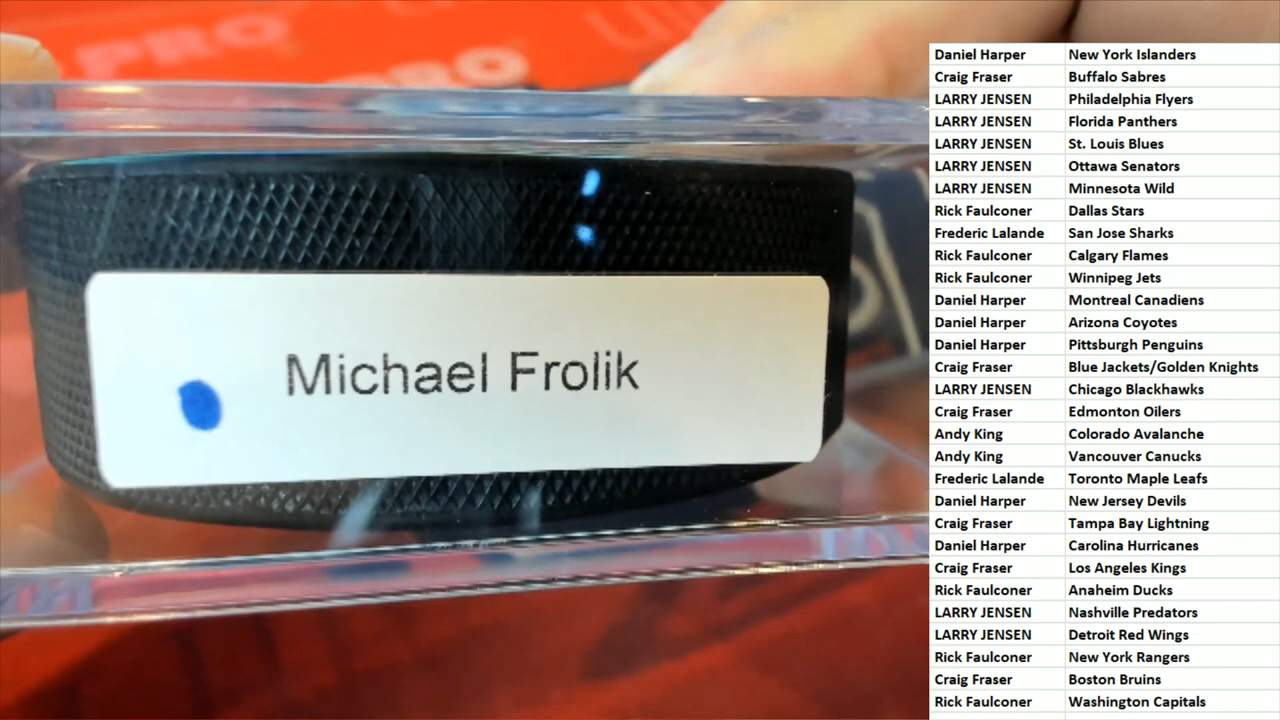 PRO
PRO
Michael Frolik
Daniel Harper New York Islanders
Craig Fraser Buffalo Sabres
LARRY JENSEN Philadelphia Flyers
LARRY JENSEN Florida Panthers
LARRY JENSEN St. Louis Blues
LARRY JENSEN Ottawa Senators
LARRY JENSEN Minnesota Wild
Rick Faulconer Dallas Stars
Frederic Lalande San Jose Sharks
Rick Faulconer Calgary Flames
Rick Faulconer Winnipeg Jets
Daniel Harper Montreal Canadiens
Daniel Harper Arizona Coyotes
Daniel Harper Pittsburgh Penguins
Craig Fraser Blue Jackets/Golden Knights
LARRY JENSEN Chicago Blackhawks
Craig Fraser Edmonton Oilers
Andy King Colorado Avalanche
Andy King Vancouver Canucks
Frederic Lalande Toronto Maple Leafs
Daniel Harper New Jersey Devils
Craig Fraser Tampa Bay Lightning
Daniel Harper Carolina Hurricanes
Craig Fraser Los Angeles Kings
Rick Faulconer Anaheim Ducks
LARRY JENSEN Nashville Predators
LARRY JENSEN Detroit Red Wings
Rick Faulconer New York Rangers
Craig Fraser Boston Bruins
Rick Faulconer Washington Capitals